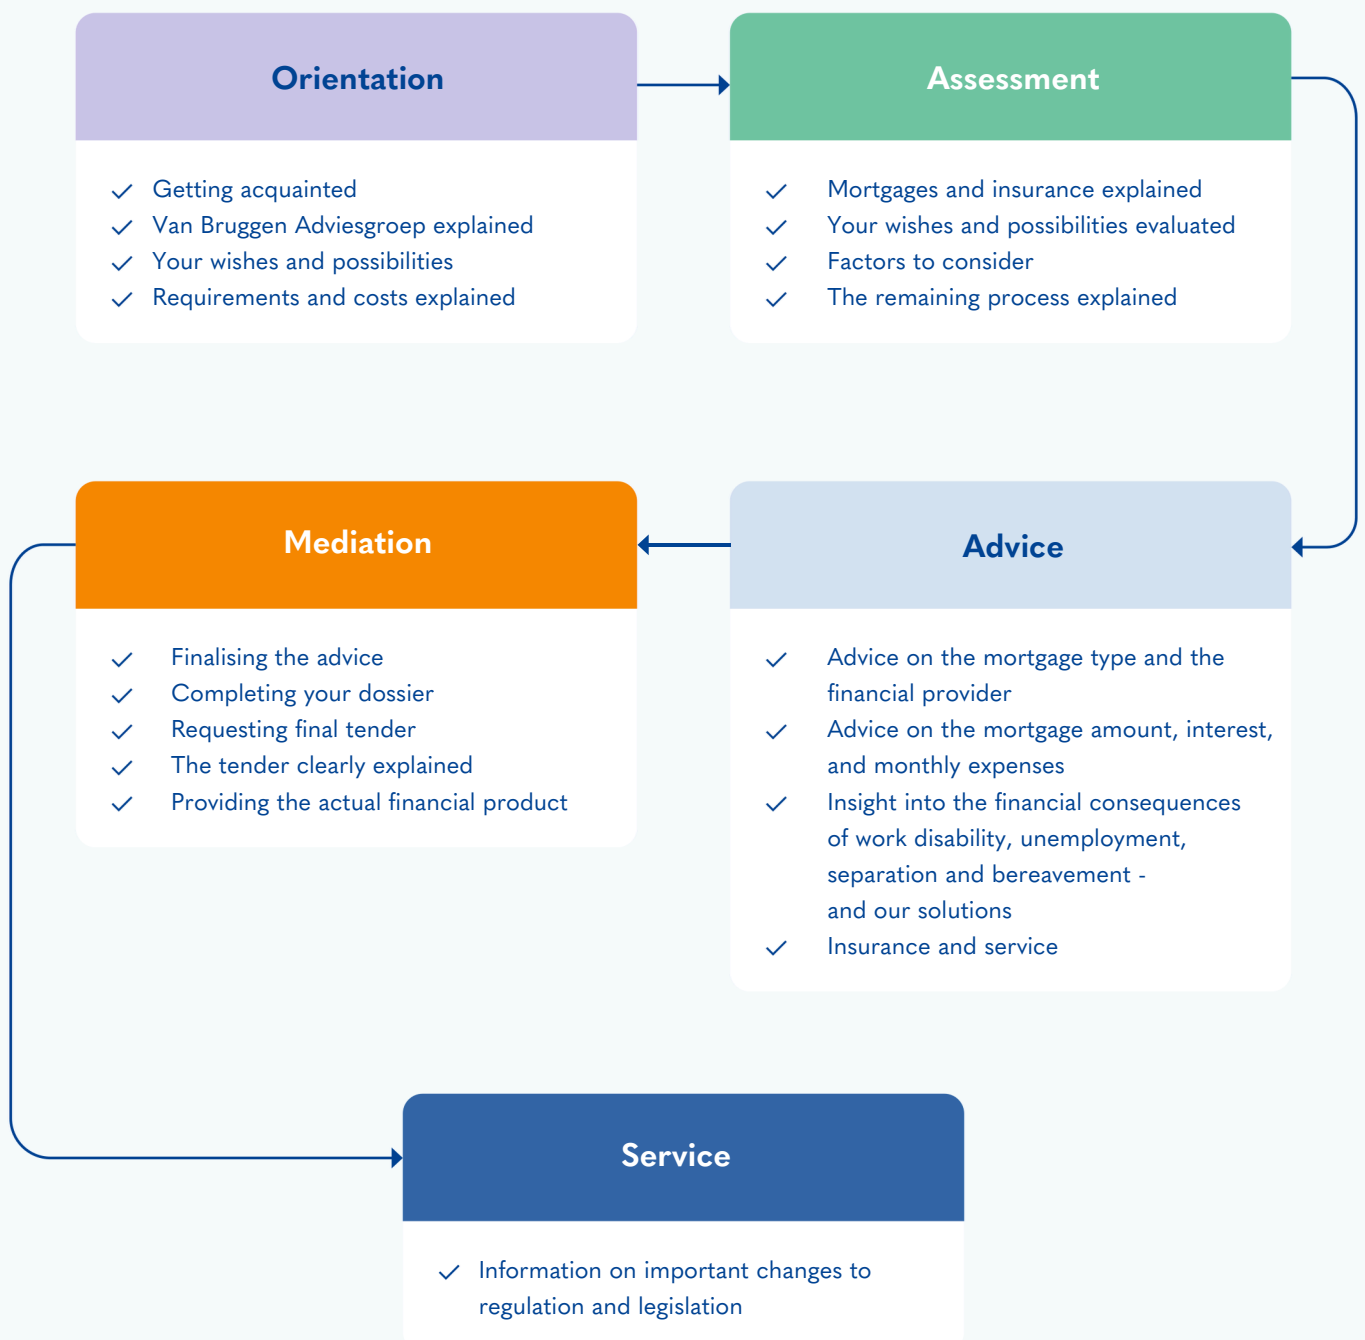 Orientation
Getting acquainted
Van Bruggen Adviesgroep explained
Your wishes and possibilities
Requirements and costs explained
Assessment
Mortgages and insurance explained
Your wishes and possibilities evaluated
Factors to consider
The remaining process explained
Advice
Advice on the mortgage type and the
financial provider
Advice on the mortgage amount, interest,
and monthly expenses
Insight into the financial consequences
of work disability, unemployment,
separation and bereavement -
and our solutions
Insurance and service
Mediation
Finalising the advice
Completing your dossier
Requesting final tender
The tender clearly explained
Providing the actual financial product
Service
Information on important changes to
regulation and legislation